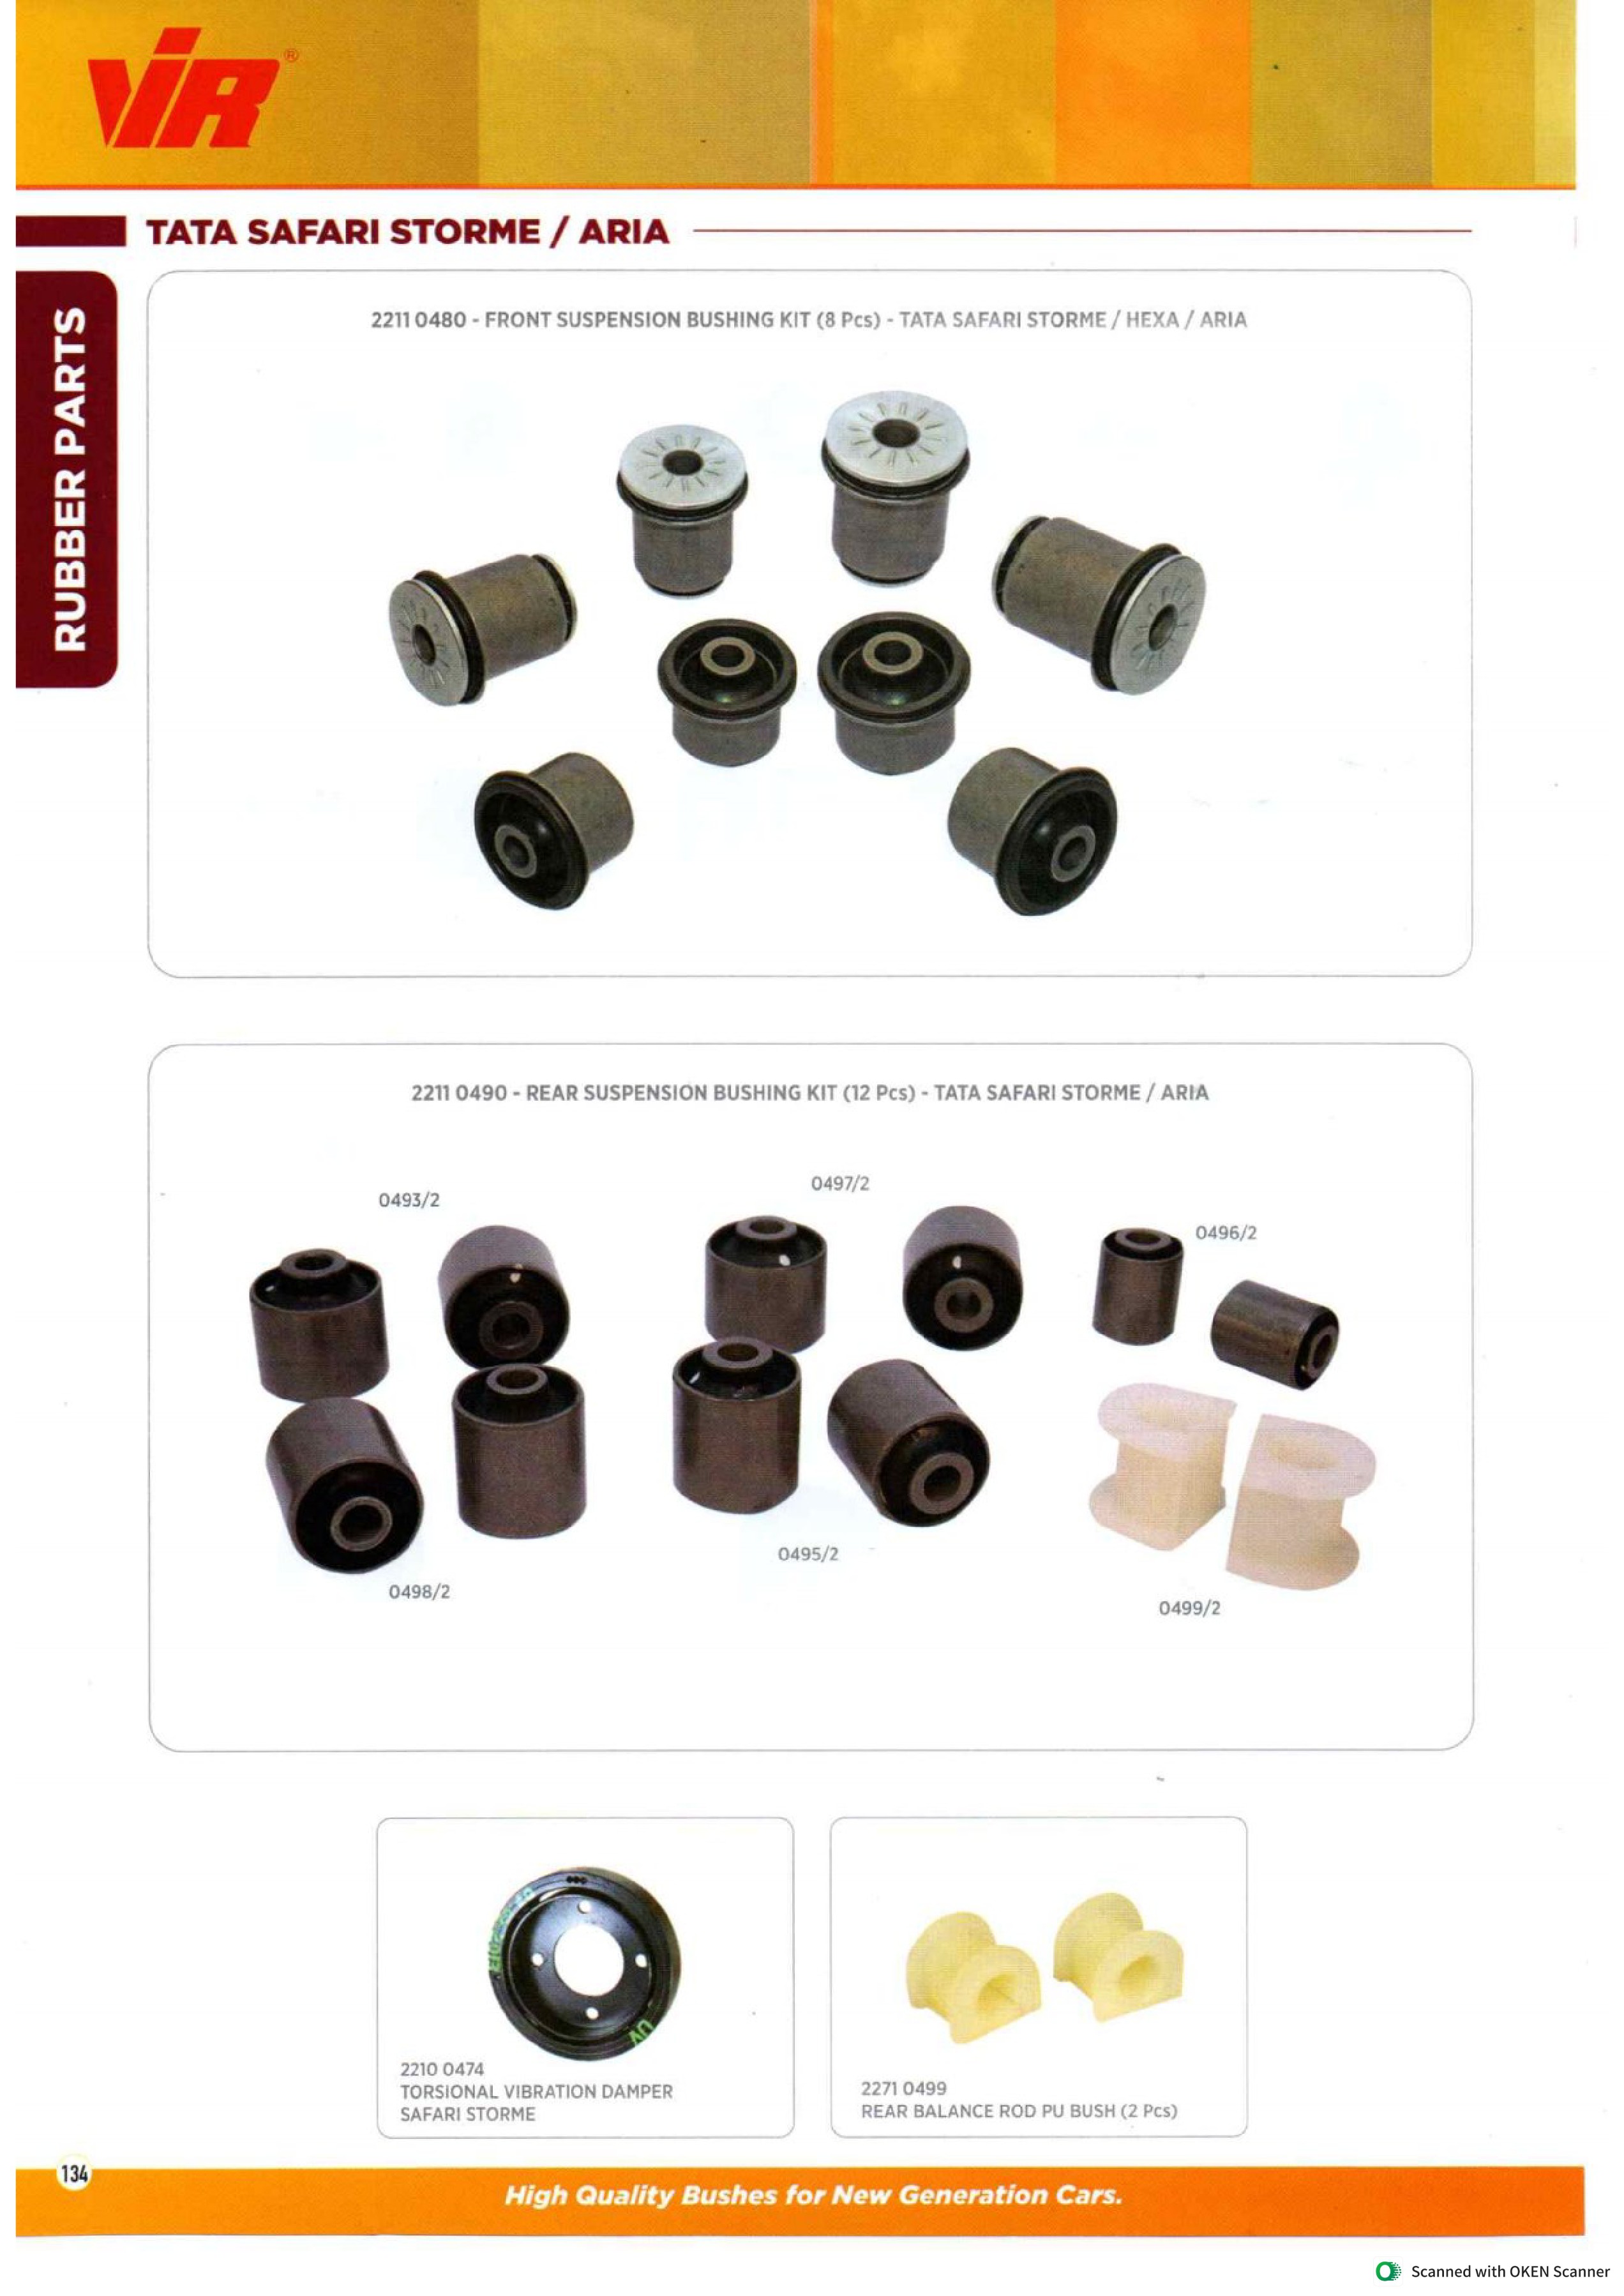 VIR®
TATA SAFARI STORME / ARIA
RUBBER PARTS
2211 0480 - FRONT SUSPENSION BUSHING KIT (8 Pcs) - TATA SAFARI STORME / HEXA / ARIA
2211 0490 - REAR SUSPENSION BUSHING KIT (12 Pcs) - TATA SAFARI STORME / ARIA
0493/2
0497/2
0496/2
0498/2
0495/2
0499/2
UV
2210 0474
TORSIONAL VIBRATION DAMPER
SAFARI STORME
2271 0499
REAR BALANCE ROD PU BUSH (2 Pcs)
134
High Quality Bushes for New Generation Cars.
Scanned with OKEN Scanner